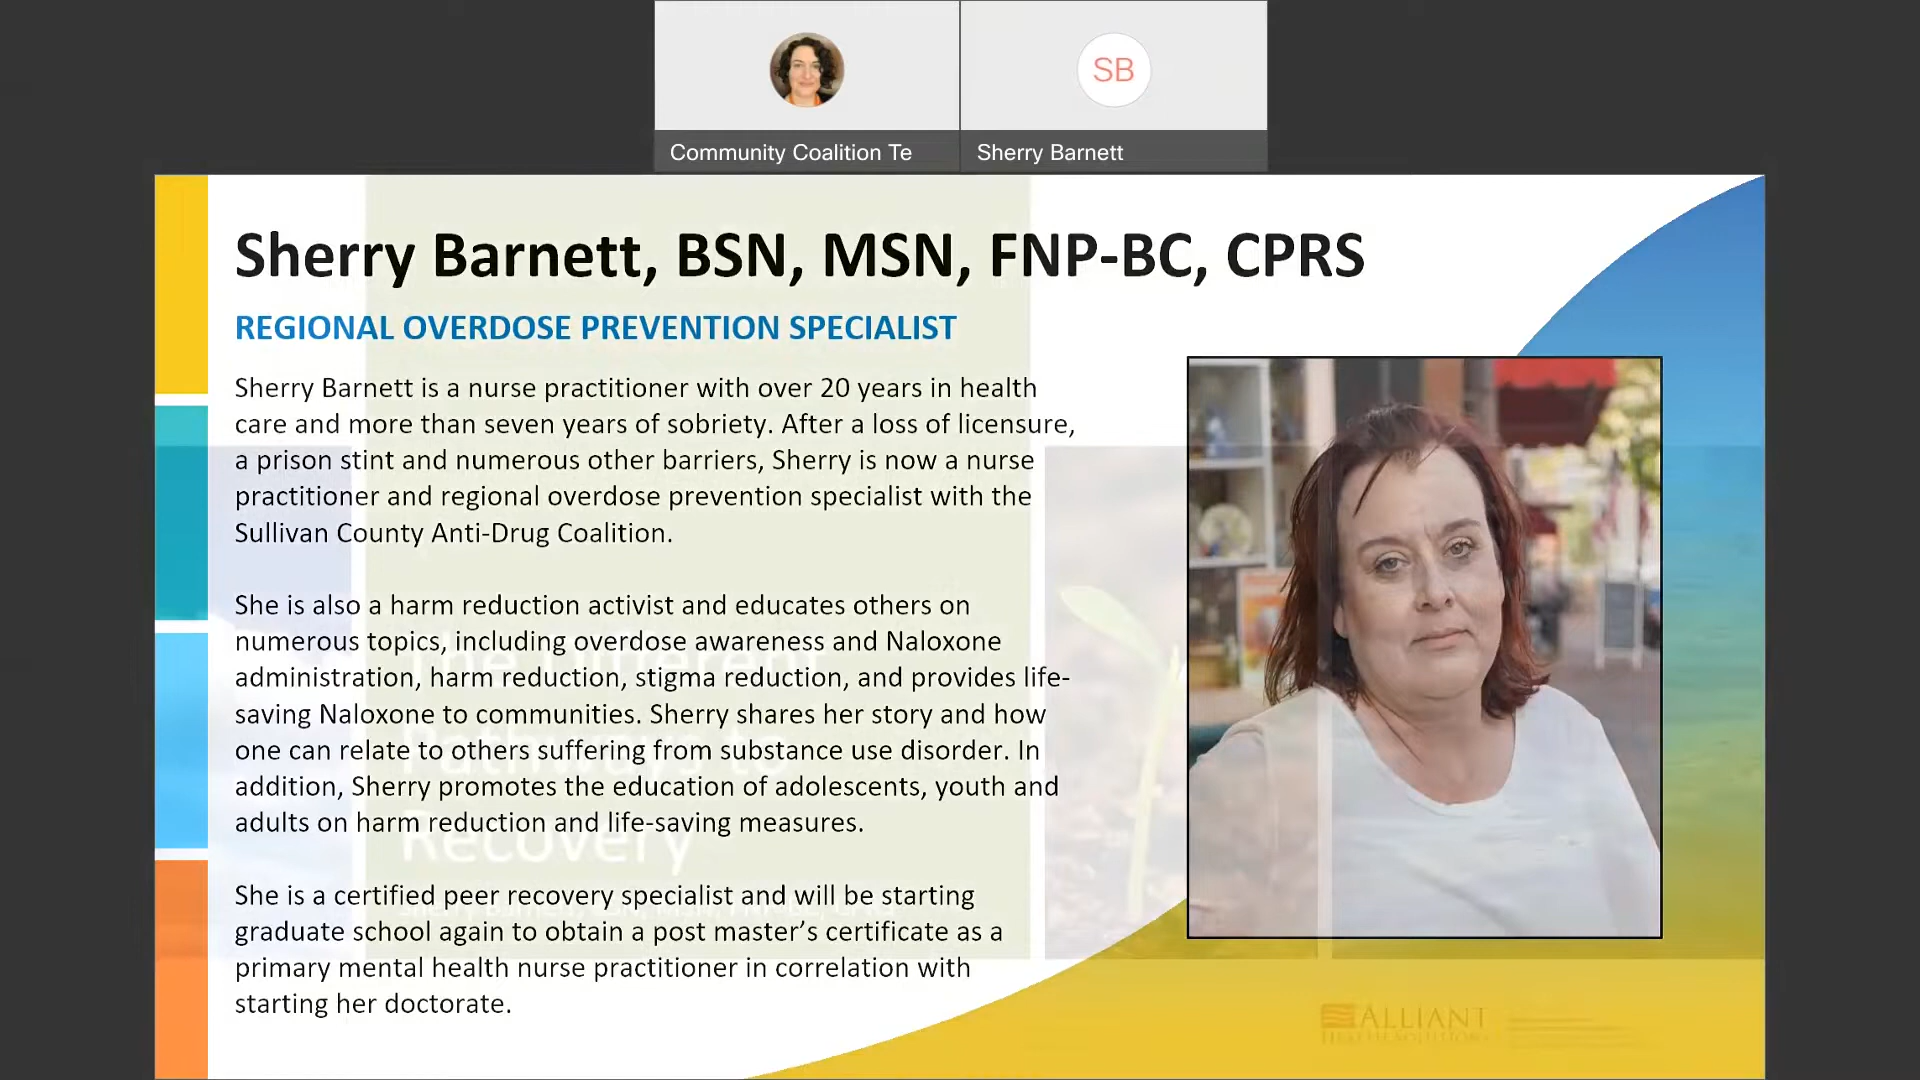 SB
Community Coalition Te
Sherry Barnett
Sherry Barnett, BSN, MSN, FNP-BC, CPRS
REGIONAL OVERDOSE PREVENTION SPECIALIST
Sherry Barnett is a nurse practitioner with over 20 years in health
care and more than seven years of sobriety. After a loss of licensure,
a prison stint and numerous other barriers, Sherry is now a nurse
practitioner and regional overdose prevention specialist with the
Sullivan County Anti-Drug Coalition.
She is also a harm reduction activist and educates others on
numerous topics, including overdose awareness and Naloxone
administration, harm reduction, stigma reduction, and provides life-
saving Naloxone to communities. Sherry shares her story and how
one can relate to others suffering from substance use disorder. In
addition, Sherry promotes the education of adolescents, youth and
adults on harm reduction and life-saving measures.
She is a certified peer recovery specialist and will be starting
graduate school again to obtain a post master’s certificate as a
primary mental health nurse practitioner in correlation with
starting her doctorate.
The Different
Pathways to
Recovery
ALLIANT
HEALTH SOLUTIONS